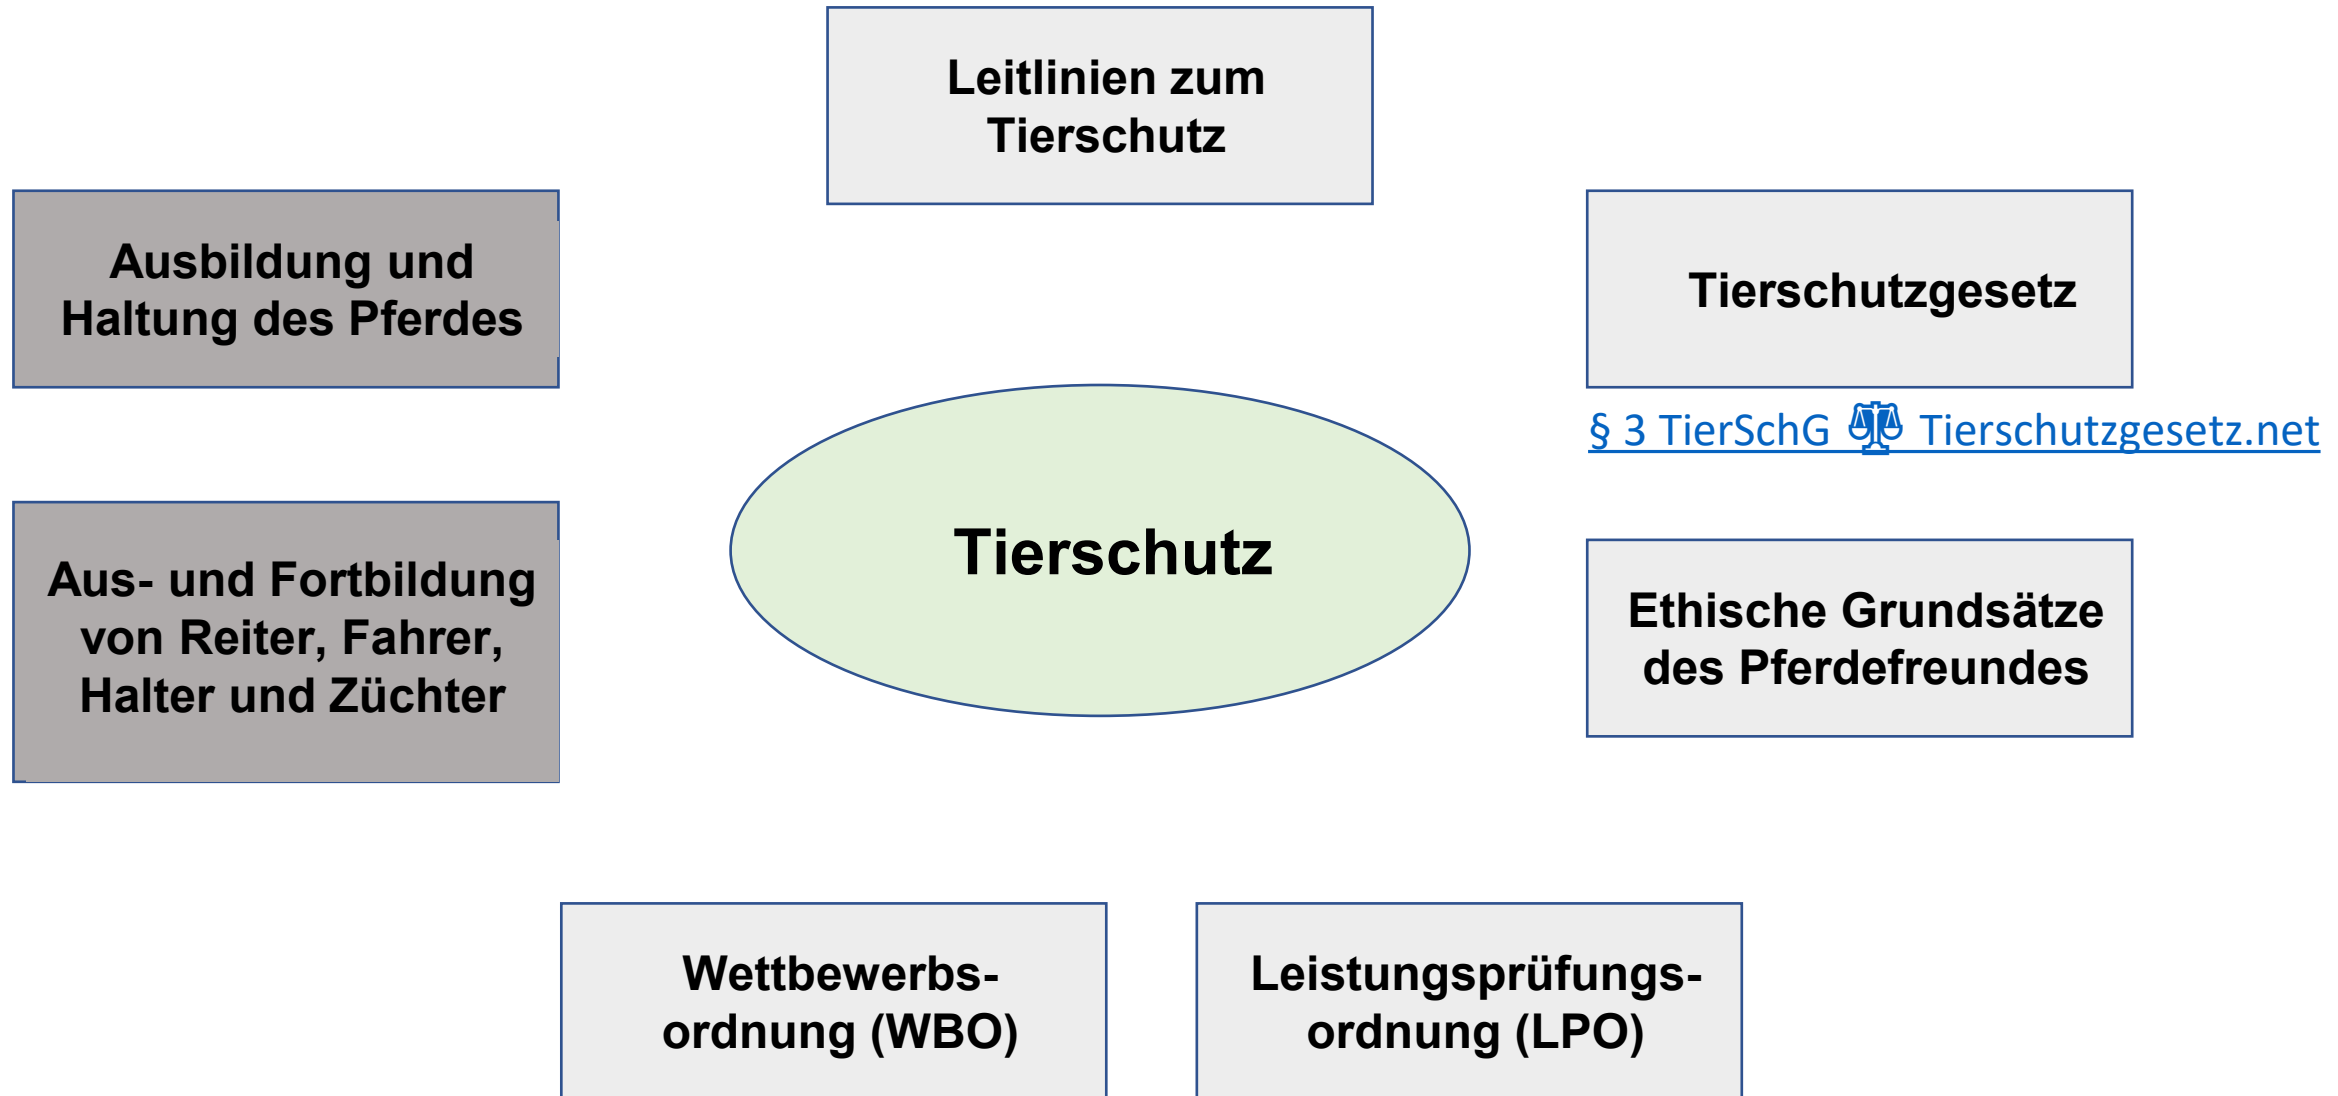 Leitlinien zum
Tierschutz
Ausbildung und
Haltung des Pferdes
Tierschutzgesetz
§ 3 TierSchG Tierschutzgesetz.net
Tierschutz
Aus- und Fortbildung
von Reiter, Fahrer,
Halter und Züchter
Ethische Grundsätze
des Pferdefreundes
Wettbewerbs-
ordnung (WBO)
Leistungsprüfungs-
ordnung (LPO)